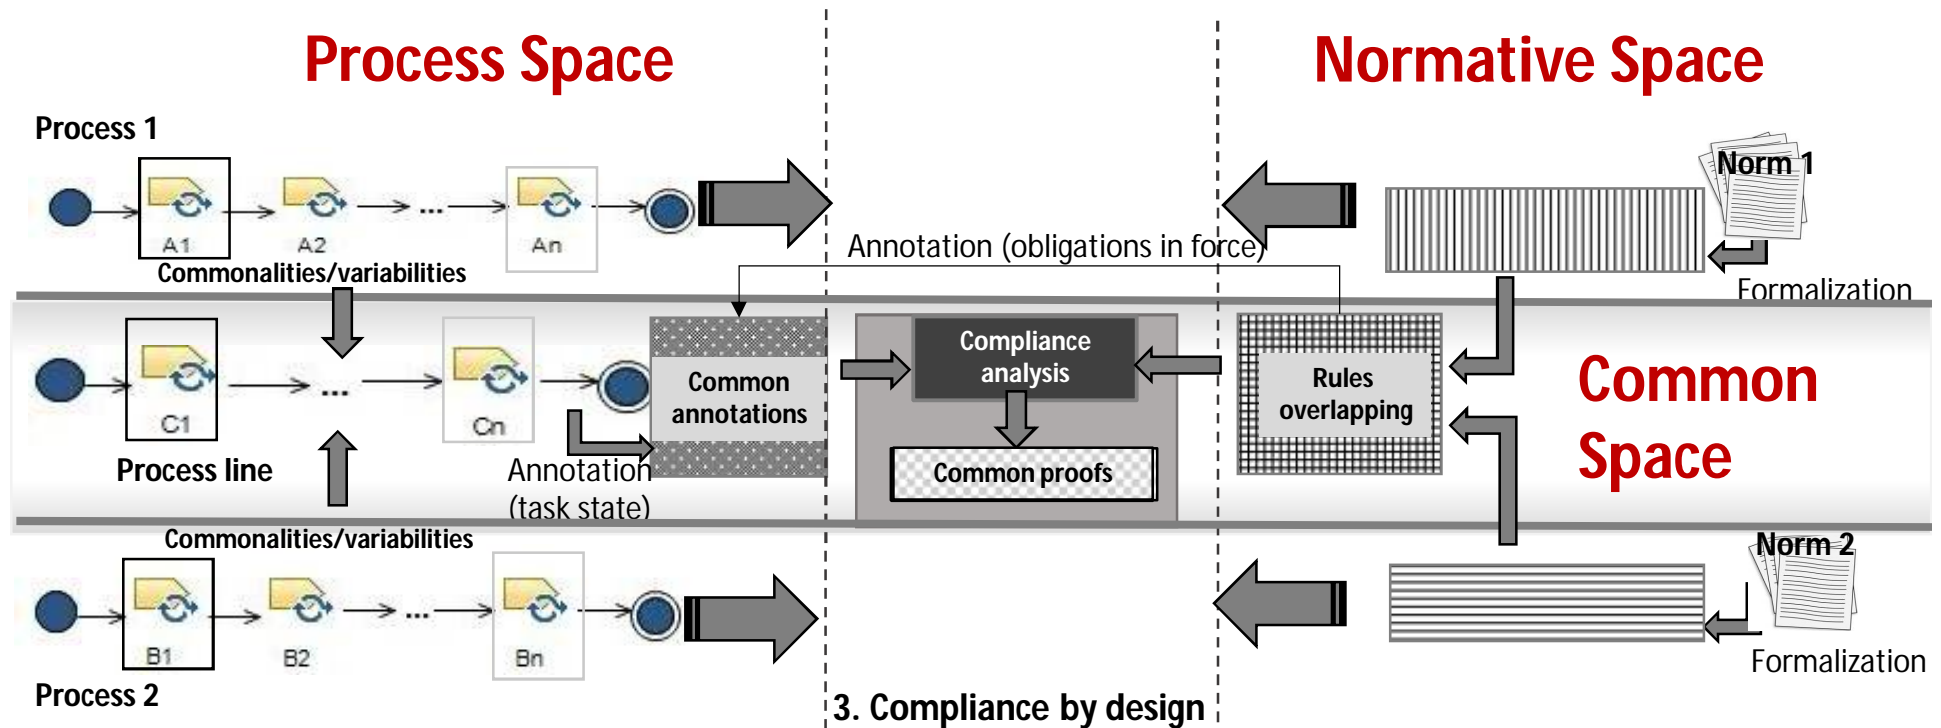 Process Space
Normative Space
Process 1
Norm 1
A1
A2
...
An
Annotation (obligations in force)
Commonalities/variabilities
Formalization
Compliance
analysis
Common
annotations
Rules
overlapping
Common
Space
C1
...
Cn
Process line
Annotation
(task state)
Common proofs
Commonalities/variabilities
Norm 2
B1
B2
...
Bn
Formalization
Process 2
3. Compliance by design